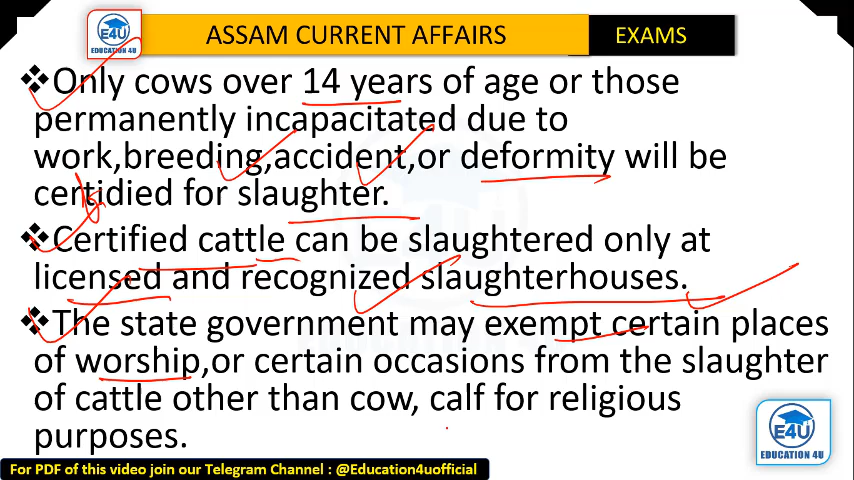 E4U
EDUCATION 4U
ASSAM CURRENT AFFAIRS
EXAMS
❖Only cows over 14 years of age or those
permanently incapacitated due to
work,breeding,accident,or deformity will be
certidied for slaughter.
❖Certified cattle can be slaughtered only at
licensed and recognized slaughterhouses.
❖The state government may exempt certain places
of worship,or certain occasions from the slaughter
of cattle other than cow, calf for religious
purposes.
E4U
EDUCATION 4U
For PDF of this video join our Telegram Channel : @Education4uofficial